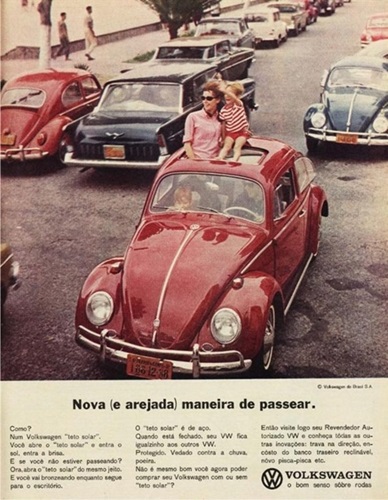 © Volkswagen do Brasil S.A.
Nova (e arejada) maneira de passear.
Como?
Num Volkswagen "teto solar".
Você abre o "teto solar" e entra o
sol, entra a brisa.
E se você não estiver passeando?
Ora, abra o "teto solar" do mesmo jeito.
E você vai bronzeando enquanto segue
para o escritório.
O "teto solar" é de aço.
Quando está fechado, seu VW fica
igualzinho aos outros VW.
Protegido. Vedado contra a chuva,
poeira.
Não é mesmo bom você agora poder
comprar seu Volkswagen com ou sem
"teto solar"?
Então visite logo seu Revendedor Au-
torizado VW e conheça tôdas as ou-
tras inovações: trava na direção, en-
côsto do banco traseiro reclinável,
nôvo pisca-pisca etc.
VOLKSWAGEN
o bom senso sôbre rodas